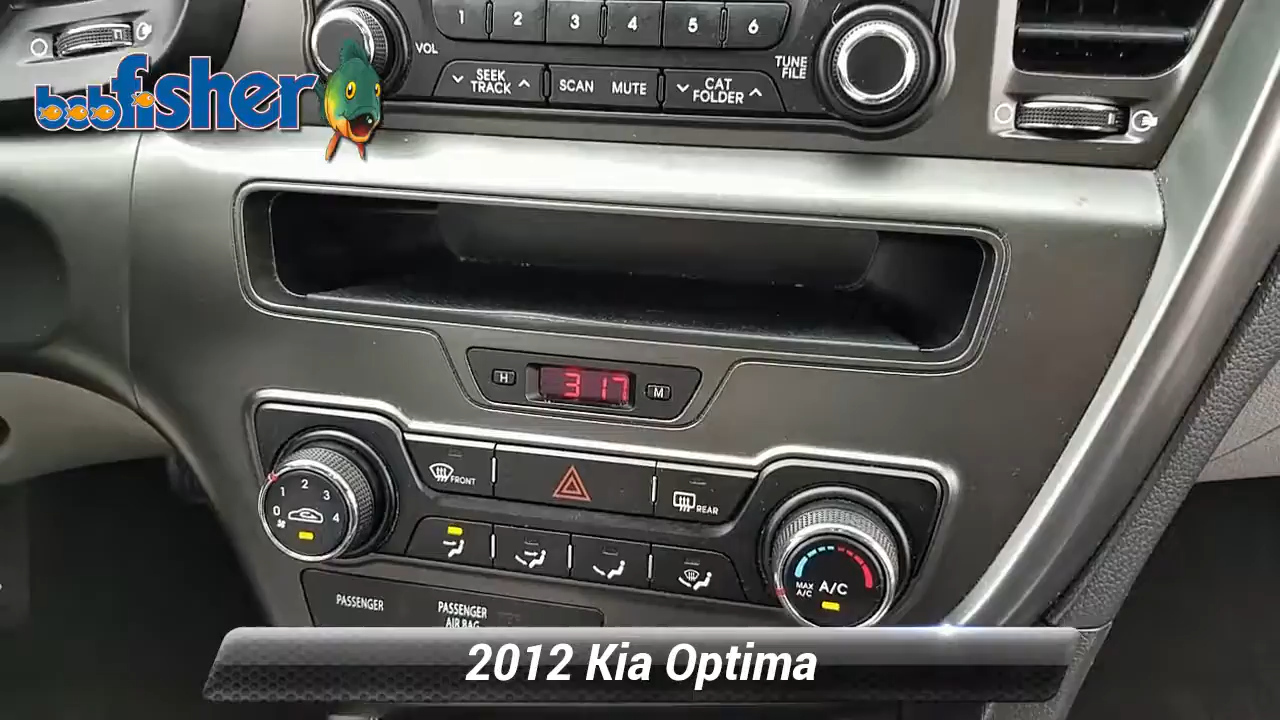 bobfisher
1 2 3 4 5 6
VOL
SEEK
TRACK
SCAN MUTE
CAT
FOLDER
TUNE
FILE
H 317 M
FRONT
REAR
0 1 2 3 4
MAX
A/C
A/C
PASSENGER
PASSENGER
AIR BAG
2012 Kia Optima